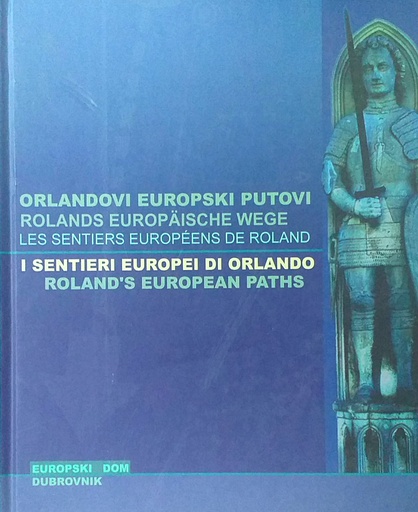 ORLANDOVI EUROPSKI PUTOVI
ROLANDS EUROPÄISCHE WEGE
LES SENTIERS EUROPÉENS DE ROLAND
I SENTIERI EUROPEI DI ORLANDO
ROLAND'S EUROPEAN PATHS
EUROPSKI DOM
DUBROVNIK